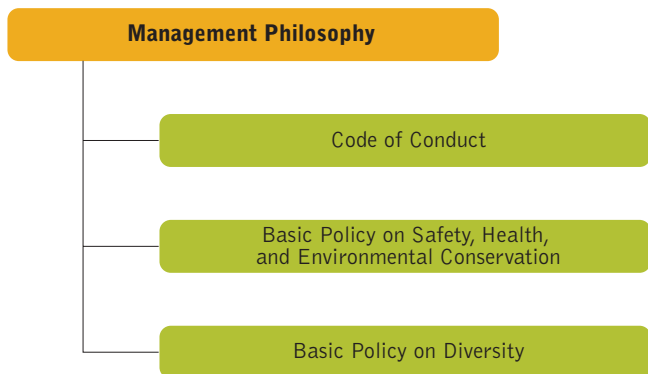 Management Philosophy
Code of Conduct
Basic Policy on Safety, Health,
and Environmental Conservation
Basic Policy on Diversity